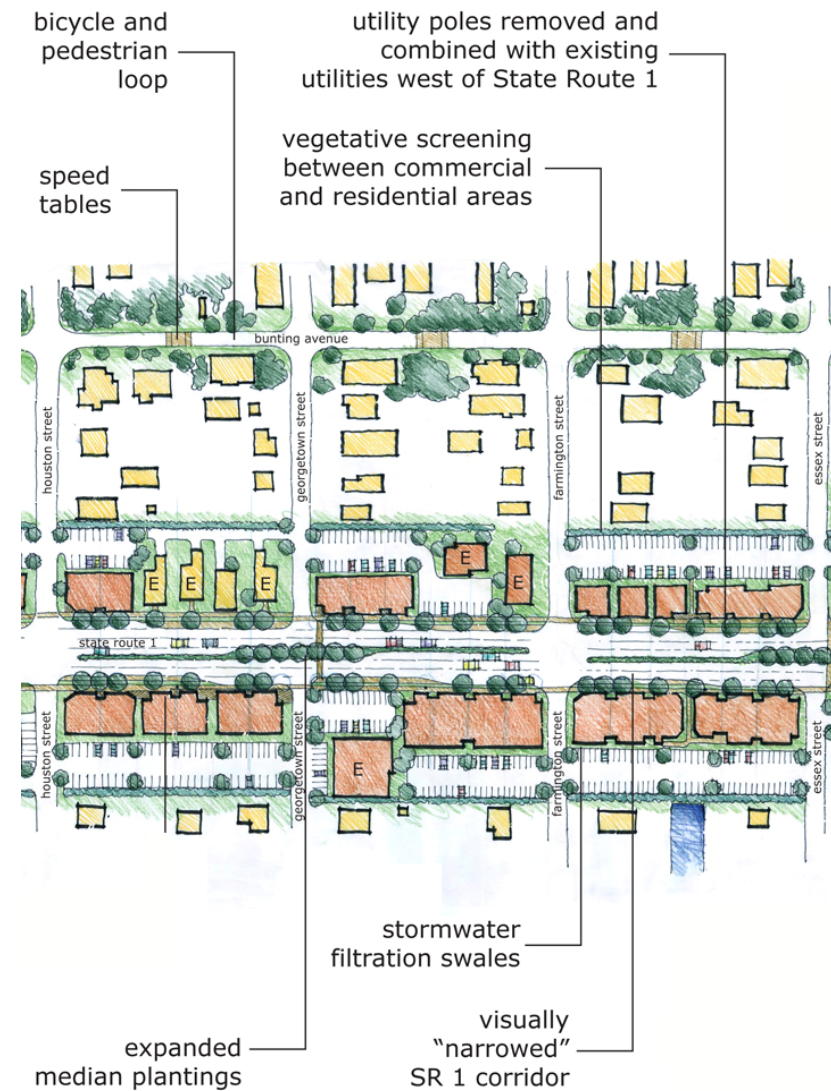 bicycle and
pedestrian
loop
utility poles removed and
combined with existing
utilities west of State Route 1
vegetative screening
between commercial
and residential areas
speed
tables
bunting avenue
houston street
georgetown street
farmington street
essex street
E
E
E
E
E
state route 1
houston street
georgetown street
farmington street
essex street
E
stormwater
filtration swales
expanded
median plantings
visually
“narrowed”
SR 1 corridor